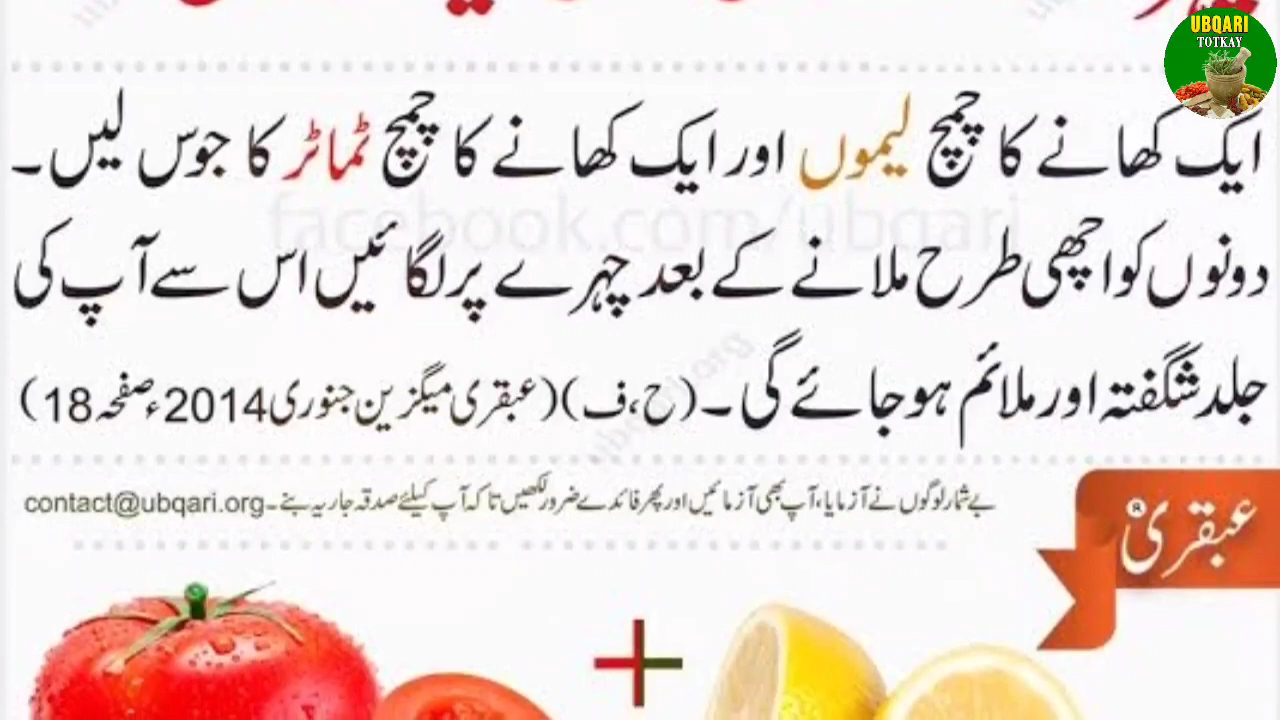 UBQARI
TOTKAY
ایک کھانے کا چمچ لیموں اور ایک کھانے کا چمچ ٹماٹر کا جوس لیں۔
facebook.com/ubqari
دونوں کو اچھی طرح ملانے کے بعد چہرے پر لگائیں اس سے آپ کی
جلد شگفتہ اور ملائم ہو جائے گی۔ (ح،ف) (عبقری میگزین جنوری 2014ء صفحہ 18)
بے شمار لوگوں نے آزمایا، آپ بھی آزمائیں اور پھر فائدے ضرور لکھیں تاکہ آپ کیلئے صدقہ جاریہ بنے۔ contact@ubqari.org
عبقری®